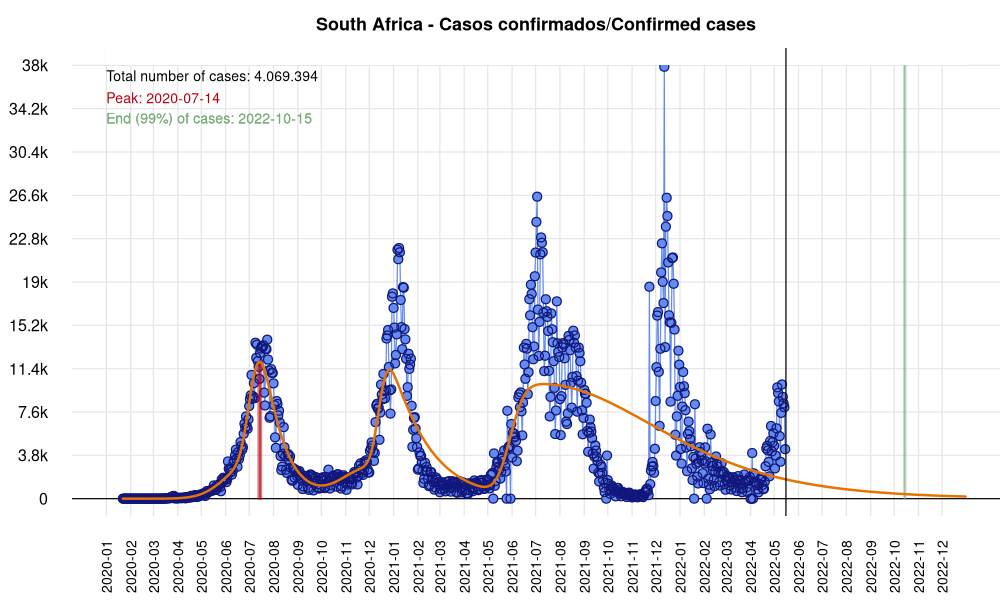 South Africa - Casos confirmados/Confirmed cases
Total number of cases: 4.069.394
Peak: 2020-07-14
End (99%) of cases: 2022-10-15
38k
34.2k
30.4k
26.6k
22.8k
19k
15.2k
11.4k
7.6k
3.8k
0
2020-01
2020-02
2020-03
2020-04
2020-05
2020-06
2020-07
2020-08
2020-09
2020-10
2020-11
2020-12
2021-01
2021-02
2021-03
2021-04
2021-05
2021-06
2021-07
2021-08
2021-09
2021-10
2021-11
2021-12
2022-01
2022-02
2022-03
2022-04
2022-05
2022-06
2022-07
2022-08
2022-09
2022-10
2022-11
2022-12